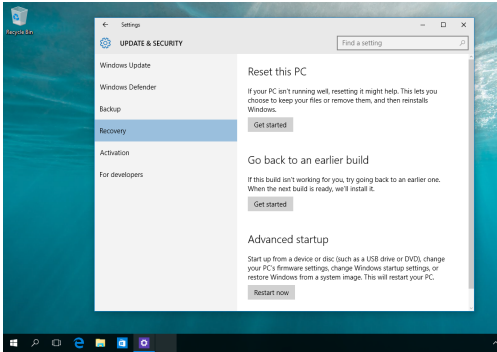 Recycle Bin
Settings
UPDATE & SECURITY
Find a setting
Windows Update
Windows Defender
Backup
Recovery
Activation
For developers
Reset this PC
If your PC isn't running well, resetting it might help. This lets you
choose to keep your files or remove them, and then reinstalls
Windows.
Get started
Go back to an earlier build
If this build isn't working for you, try going back to an earlier one.
When the next build is ready, we'll install it.
Get started
Advanced startup
Start up from a device or disc (such as a USB drive or DVD), change
your PC's firmware settings, change Windows startup settings, or
restore Windows from a system image. This will restart your PC.
Restart now